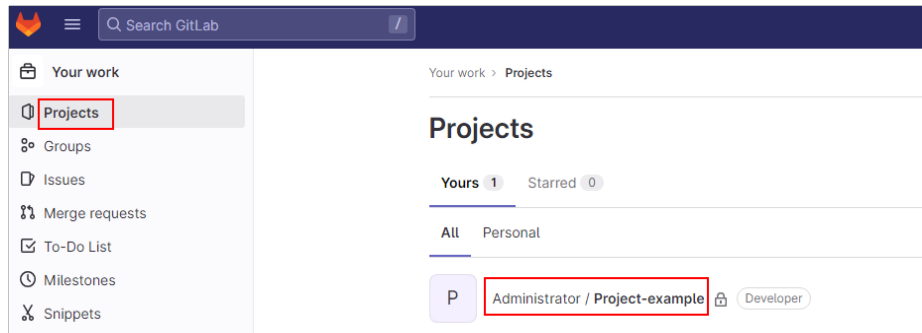 Search GitLab /
Your work
Projects
Groups
Issues
Merge requests
To-Do List
Milestones
Snippets
Your work > Projects
Projects
Yours 1 Starred 0
All Personal
P Administrator / Project-example Developer